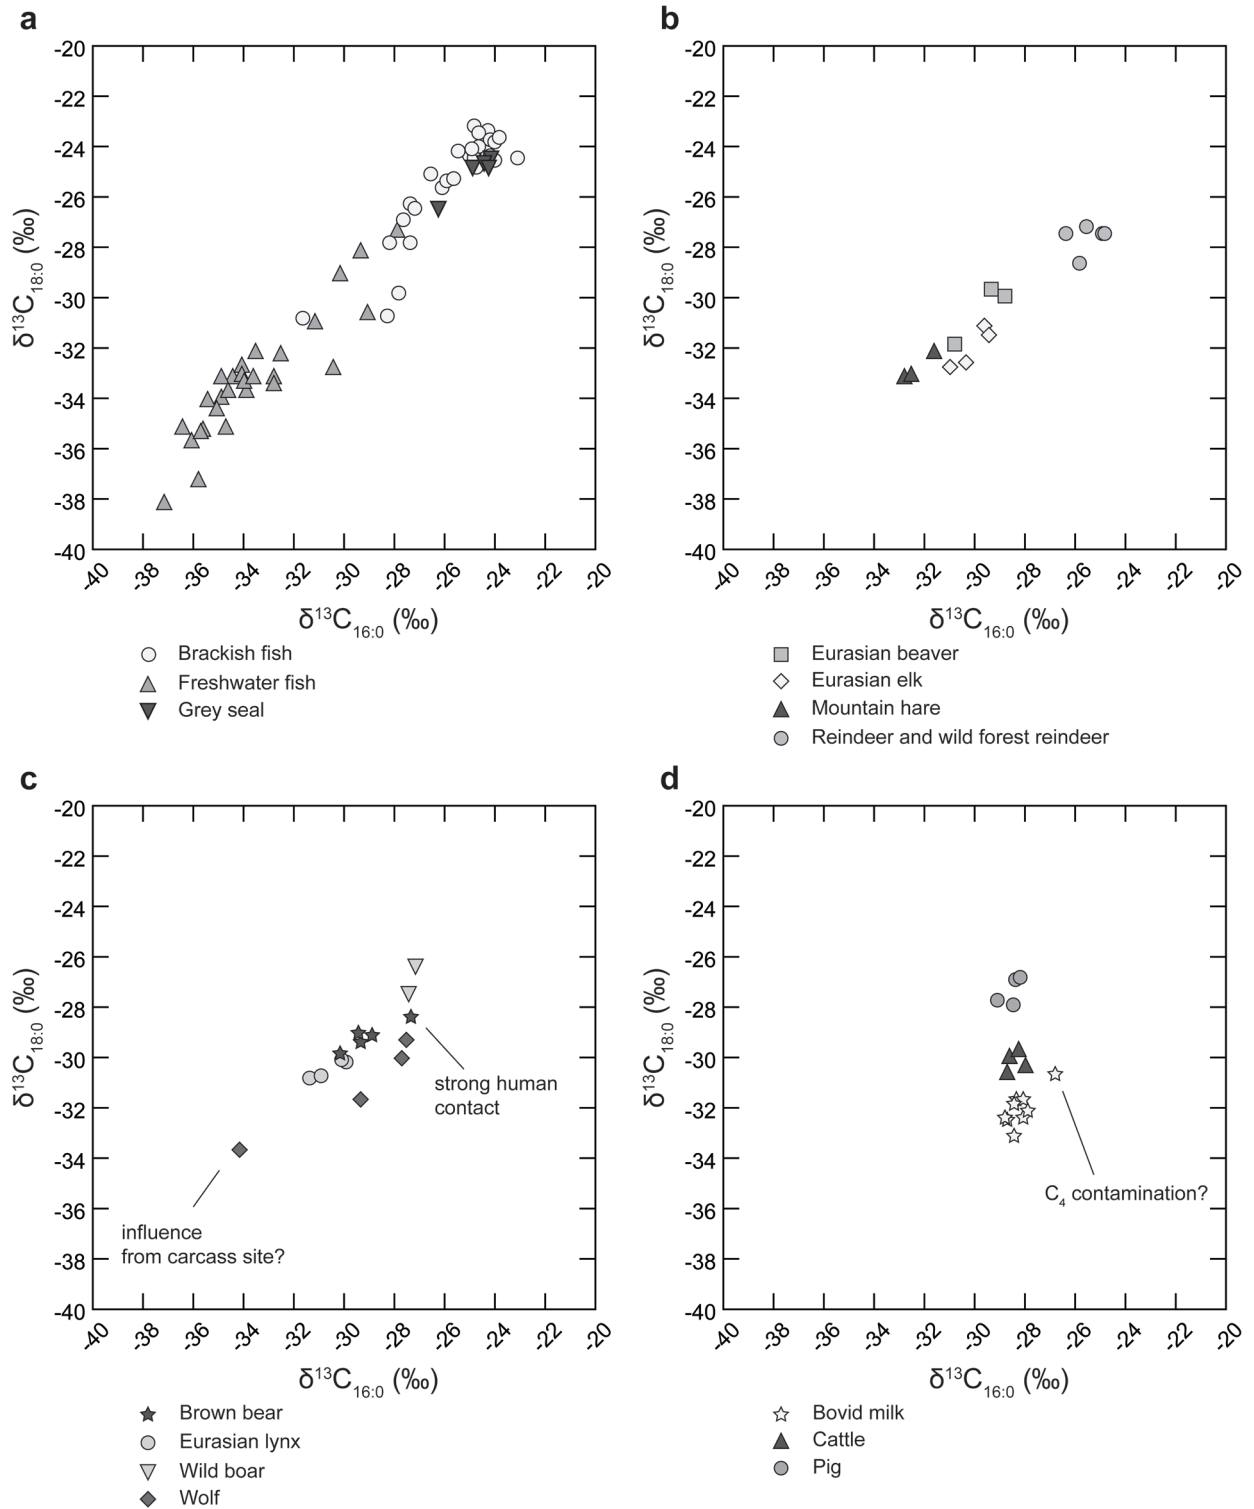 a
-20
-22
-24
-26
-28
-30
-32
-34
-36
-38
-40
δ¹³C₁₈:₀ (‰)
-40 -38 -36 -34 -32 -30 -28 -26 -24 -22 -20
δ¹³C₁₆:₀ (‰)
Brackish fish
Freshwater fish
Grey seal
b
-20
-22
-24
-26
-28
-30
-32
-34
-36
-38
-40
δ¹³C₁₈:₀ (‰)
-40 -38 -36 -34 -32 -30 -28 -26 -24 -22 -20
δ¹³C₁₆:₀ (‰)
Eurasian beaver
Eurasian elk
Mountain hare
Reindeer and wild forest reindeer
c
-20
-22
-24
-26
-28
-30
-32
-34
-36
-38
-40
δ¹³C₁₈:₀ (‰)
strong human
contact
influence
from carcass site?
-40 -38 -36 -34 -32 -30 -28 -26 -24 -22 -20
δ¹³C₁₆:₀ (‰)
Brown bear
Eurasian lynx
Wild boar
Wolf
d
-20
-22
-24
-26
-28
-30
-32
-34
-36
-38
-40
δ¹³C₁₈:₀ (‰)
C₄ contamination?
-40 -38 -36 -34 -32 -30 -28 -26 -24 -22 -20
δ¹³C₁₆:₀ (‰)
Bovid milk
Cattle
Pig